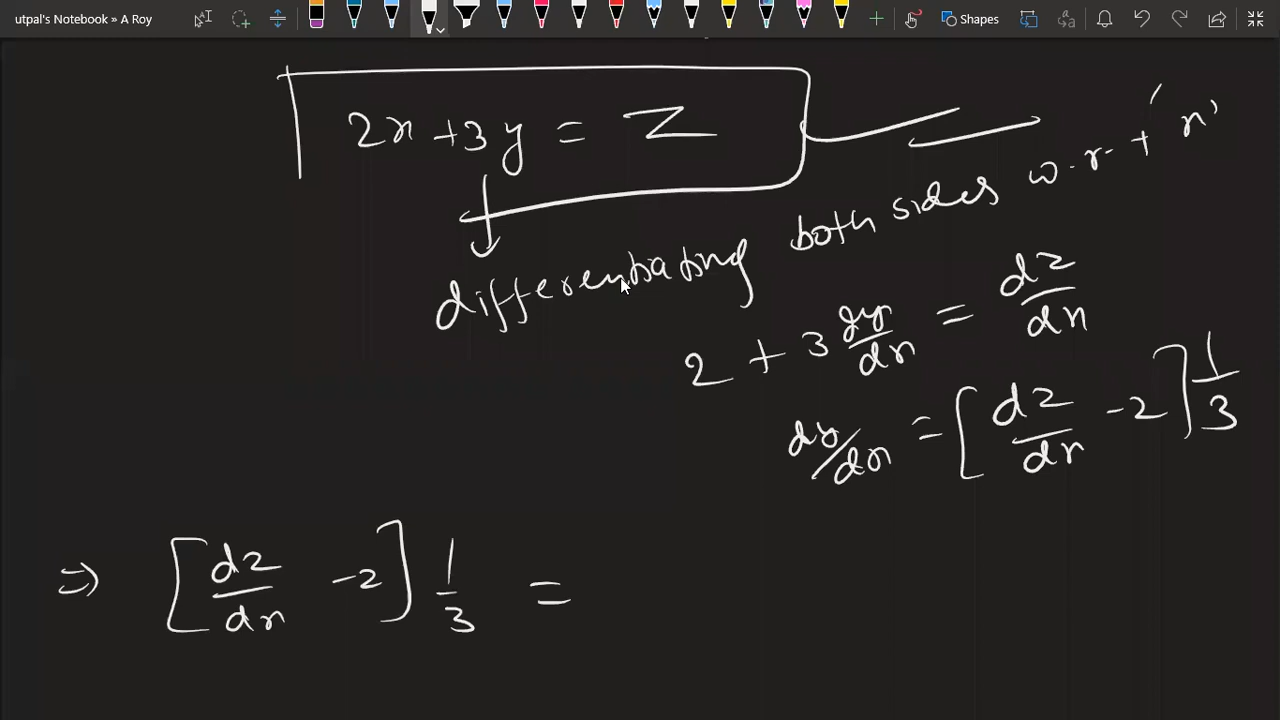 utpal's Notebook » A Roy
Shapes
2x + 3y = Z
differentiating both sides w.r.t 'x'
2 + 3 dy/dx = dz/dx
dy/dx = [dz/dx - 2] 1/3
⇒ [dz/dx - 2] 1/3 =